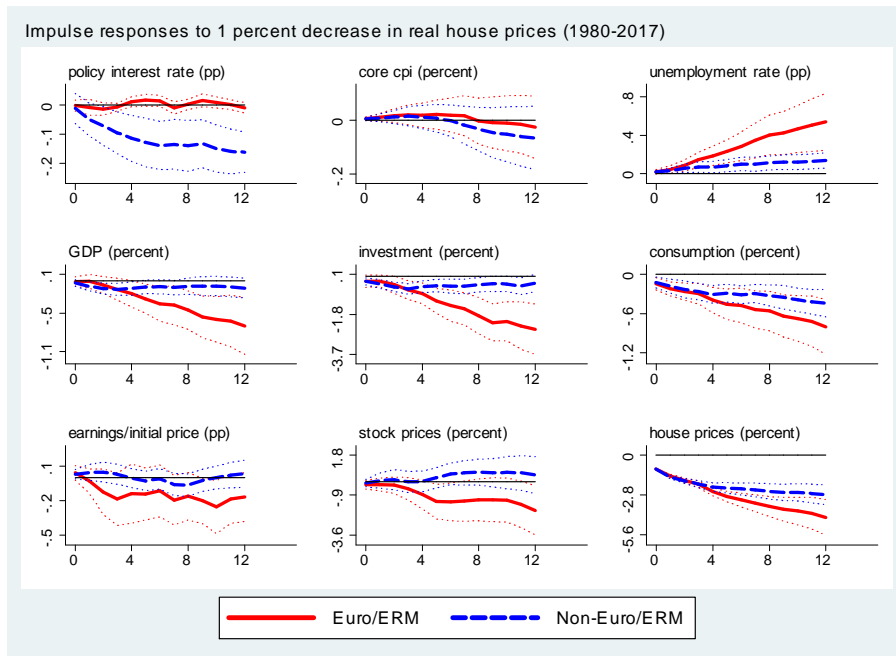 Impulse responses to 1 percent decrease in real house prices (1980-2017)
policy interest rate (pp)
core cpi (percent)
unemployment rate (pp)
0
-.1
-.2
0 4 8 12
0
-.2
0 4 8 12
.8
.4
0
0 4 8 12
GDP (percent)
investment (percent)
consumption (percent)
.1
-.5
-1.1
0 4 8 12
.1
-1.8
-3.7
0 4 8 12
0
-.6
-1.2
0 4 8 12
earnings/initial price (pp)
stock prices (percent)
house prices (percent)
.1
-.2
-.5
0 4 8 12
1.8
-.9
-3.6
0 4 8 12
0
-2.8
-5.6
0 4 8 12
Euro/ERM
Non-Euro/ERM